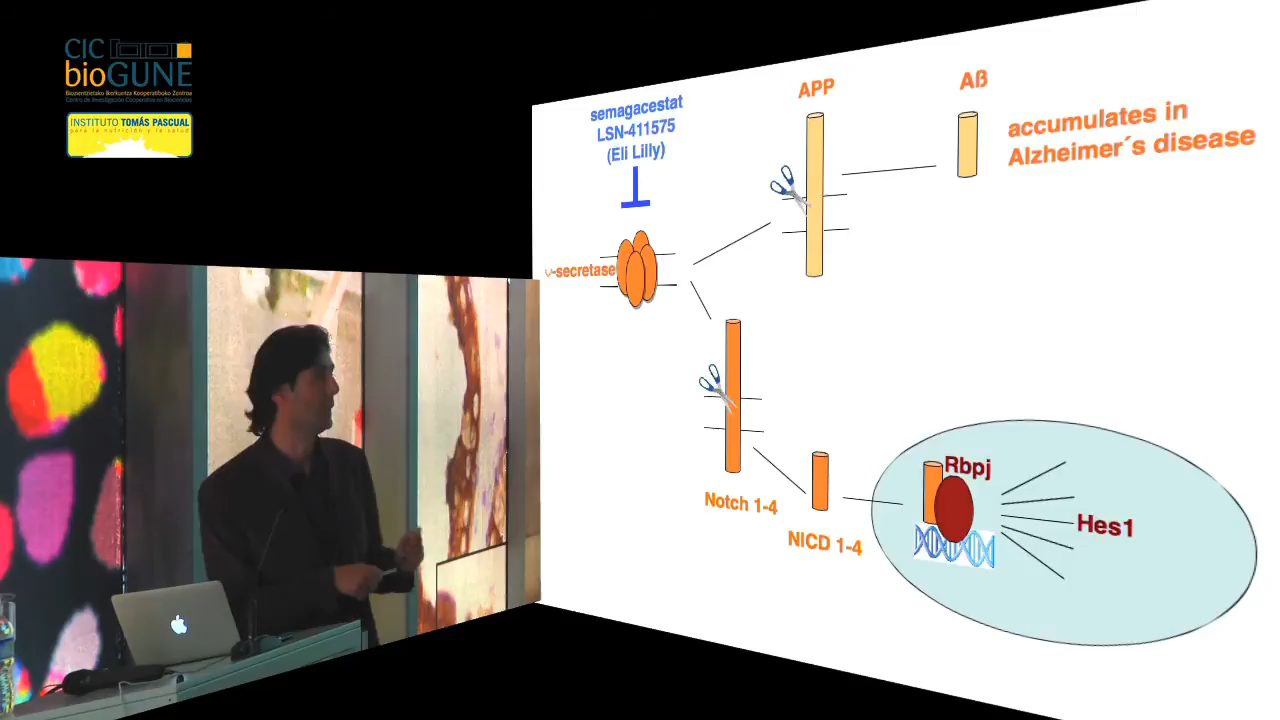 CIC
bioGUNE
Biozientzietako Ikerkuntza Kooperatiboko Zentroa
Centro de Investigación Cooperativa en Biociencias
INSTITUTO TOMÁS PASCUAL
para la nutrición y la salud
semagacestat
LSN-411575
(Eli Lilly)
APP
Aß
accumulates in
Alzheimer´s disease
γ-secretase
Notch 1-4
NICD 1-4
Rbpj
Hes1